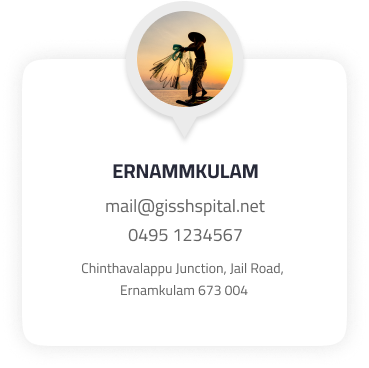 ERNAMMKULAM
mail@gisshspital.net
0495 1234567
Chinthavalappu Junction, Jail Road,
Ernamkulam 673 004